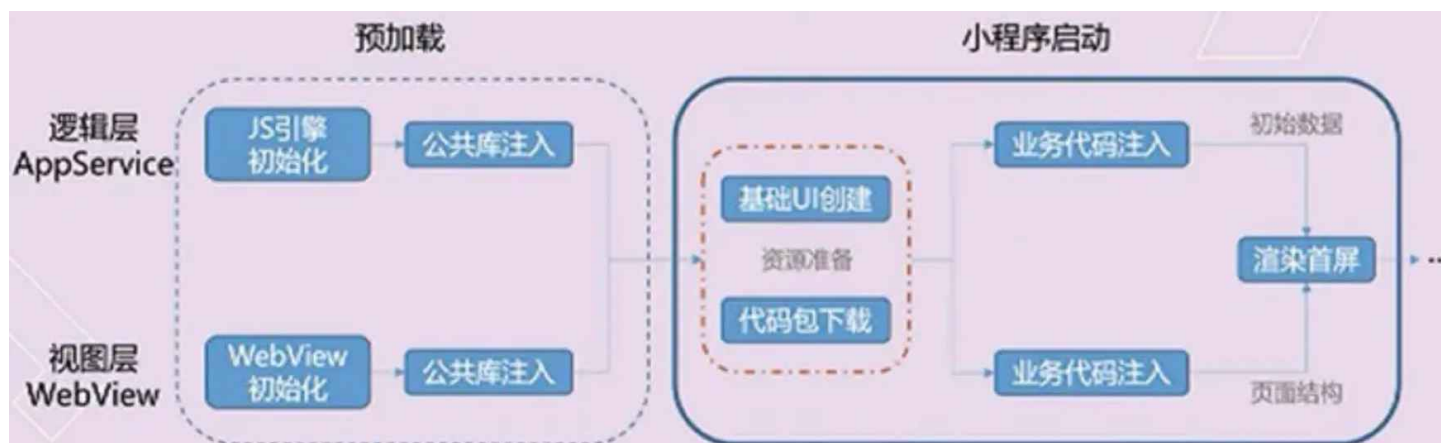 预加载
小程序启动
逻辑层
AppService
JS引擎
初始化
公共库注入
基础UI创建
资源准备
代码包下载
业务代码注入
初始数据
渲染首屏
视图层
WebView
WebView
初始化
公共库注入
业务代码注入
页面结构